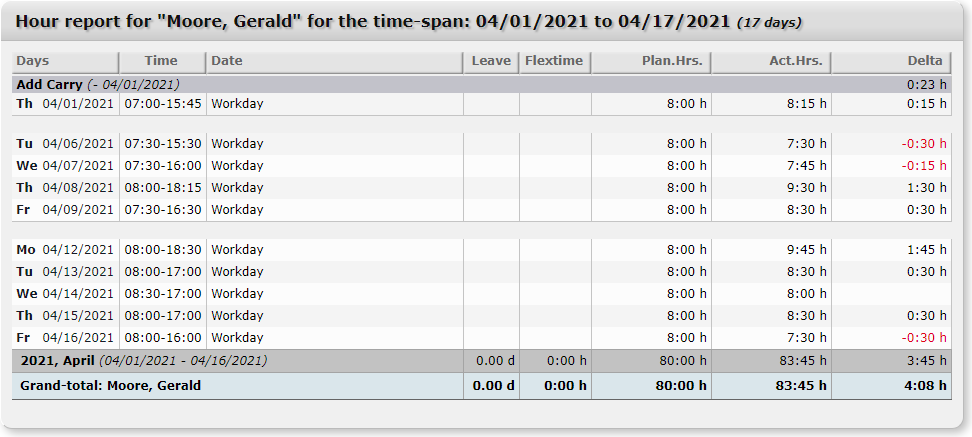 Hour report for "Moore, Gerald" for the time-span: 04/01/2021 to 04/17/2021 (17 days)
Days Time Date Leave Flextime Plan.Hrs. Act.Hrs. Delta
Add Carry (- 04/01/2021) 0:23 h
Th 04/01/2021 07:00-15:45 Workday 8:00 h 8:15 h 0:15 h
Tu 04/06/2021 07:30-15:30 Workday 8:00 h 7:30 h -0:30 h
We 04/07/2021 07:30-16:00 Workday 8:00 h 7:45 h -0:15 h
Th 04/08/2021 08:00-18:15 Workday 8:00 h 9:30 h 1:30 h
Fr 04/09/2021 07:30-16:30 Workday 8:00 h 8:30 h 0:30 h
Mo 04/12/2021 08:00-18:30 Workday 8:00 h 9:45 h 1:45 h
Tu 04/13/2021 08:00-17:00 Workday 8:00 h 8:30 h 0:30 h
We 04/14/2021 08:30-17:00 Workday 8:00 h 8:00 h
Th 04/15/2021 08:00-17:00 Workday 8:00 h 8:30 h 0:30 h
Fr 04/16/2021 08:00-16:00 Workday 8:00 h 7:30 h -0:30 h
2021, April (04/01/2021 - 04/16/2021) 0.00 d 0:00 h 80:00 h 83:45 h 3:45 h
Grand-total: Moore, Gerald 0.00 d 0:00 h 80:00 h 83:45 h 4:08 h